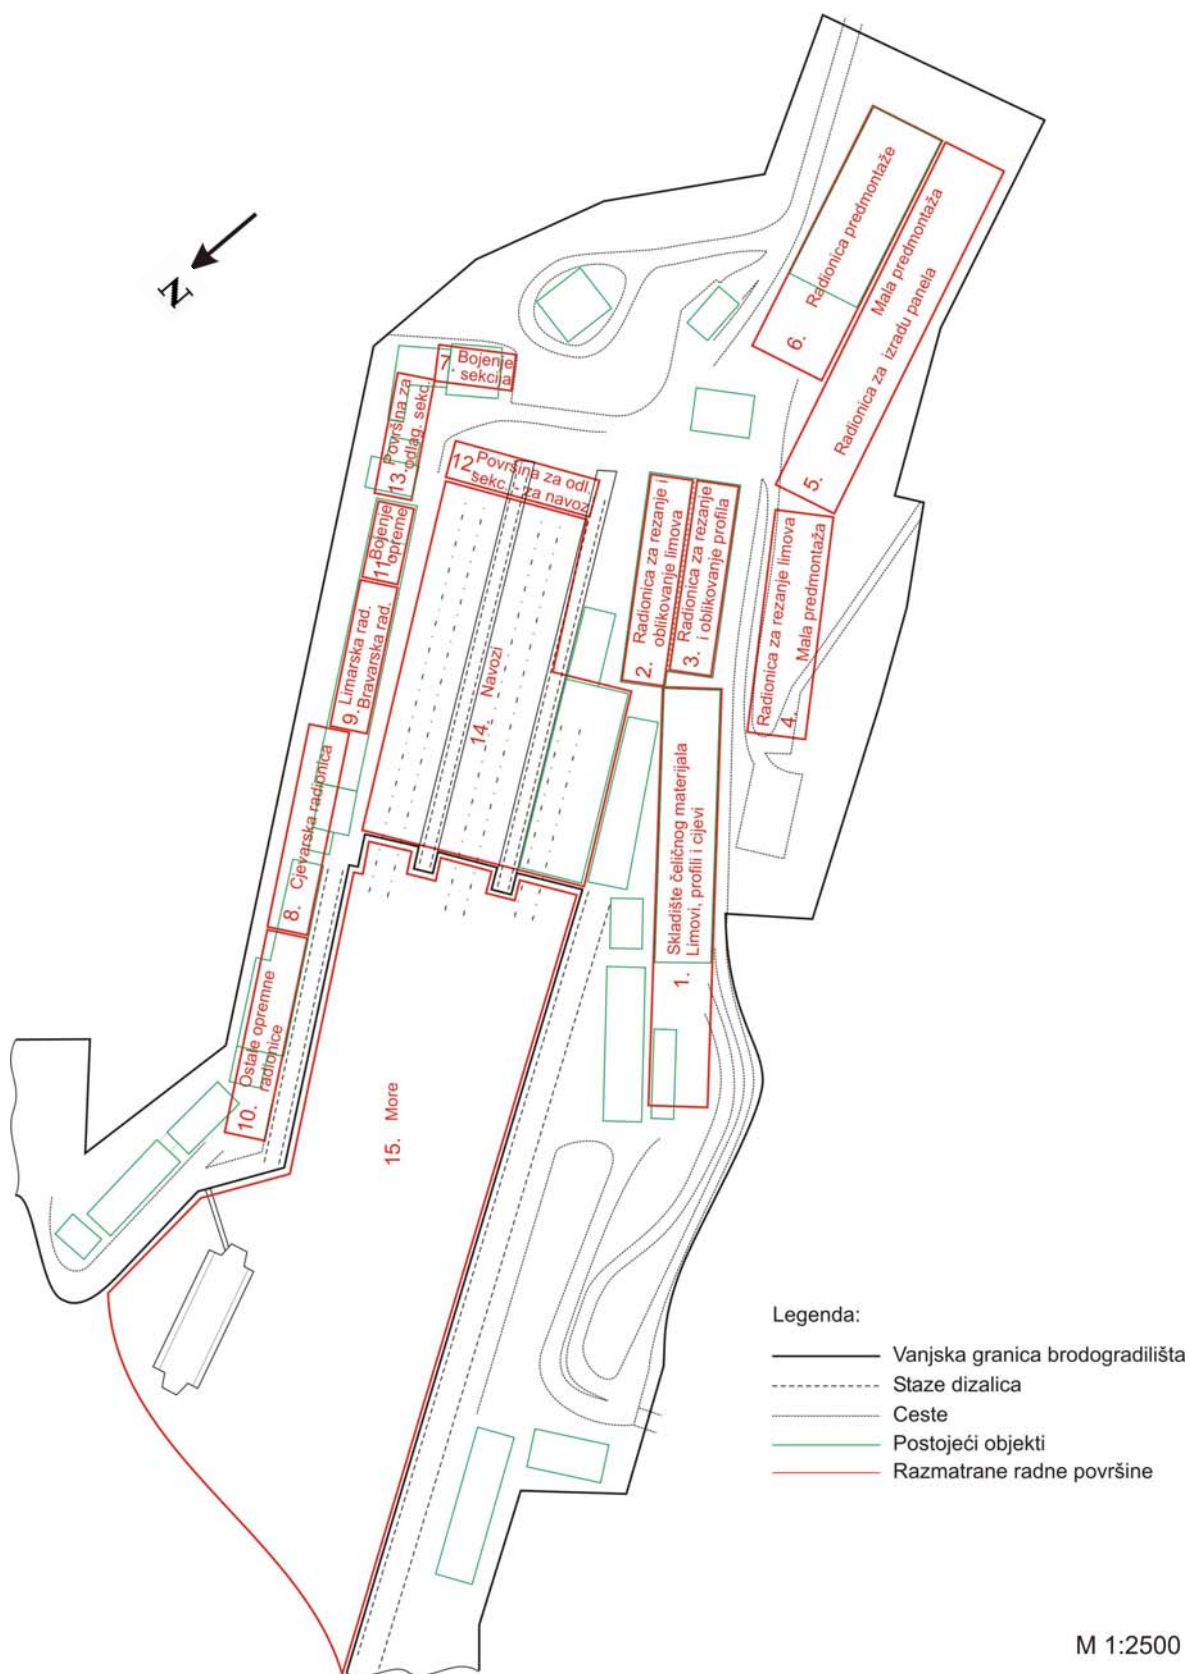 N
6. Radionica predmontaže
Mala predmontaža
5. Radionica za izradu panela
7. Bojenje
sekcija
13. Površina za
odlag. sekc.
12 Površina za odl.
sekc. - za navoz
11 Bojenje
opreme
2. Radionica za rezanje i
oblikovanje limova
3. Radionica za rezanje
i oblikovanje profila
Radionica za rezanje limova
4. Mala predmontaža
9. Limarska rad.
Bravarska rad.
14. Navozi
8. Cjevarska radionica
1. Skladište čeličnog materijala
Limovi, profili i cijevi
10. Ostale opremne
radionice
15. More
Legenda:
Vanjska granica brodogradilišta
Staze dizalica
Ceste
Postojeći objekti
Razmatrane radne površine
M 1:2500